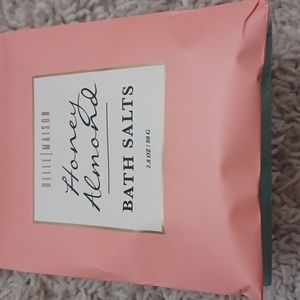 BELLE | MAISON
Honey
Almond
BATH SALTS
2.8 OZ / 80 G